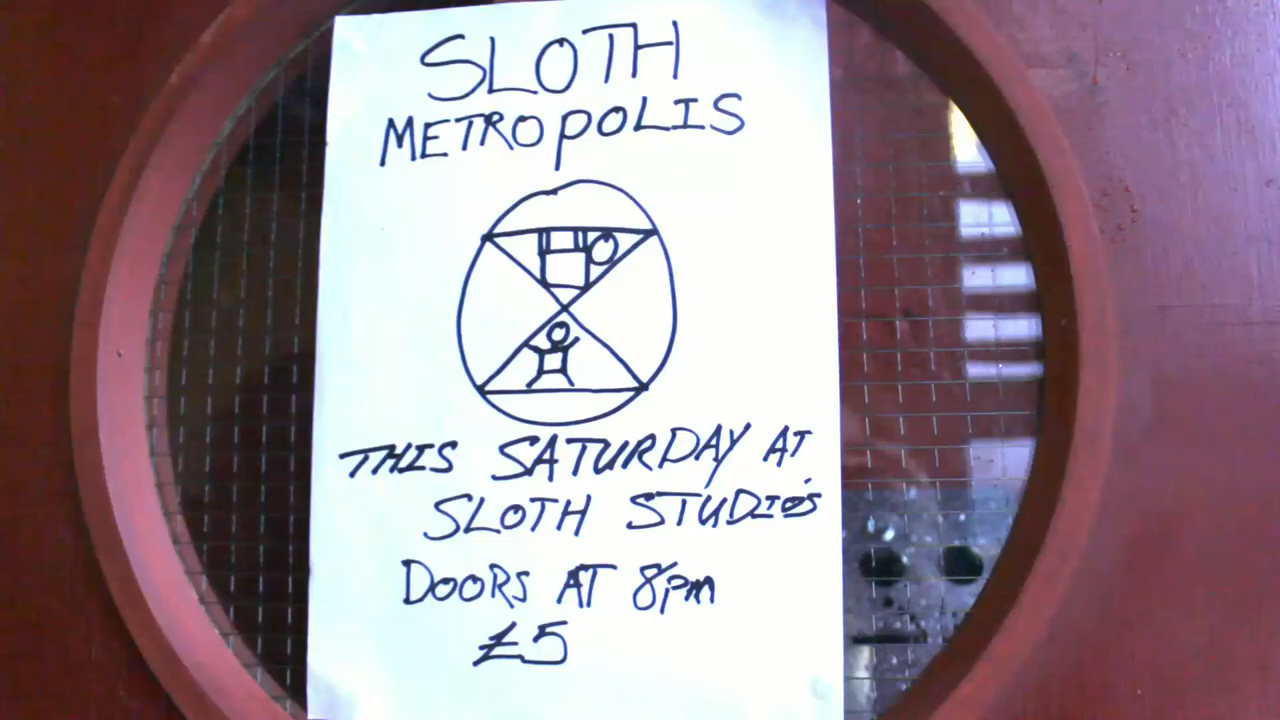 SLOTH
METROPOLIS
THIS SATURDAY AT
SLOTH STUDIOS
DOORS AT 8pm
£5